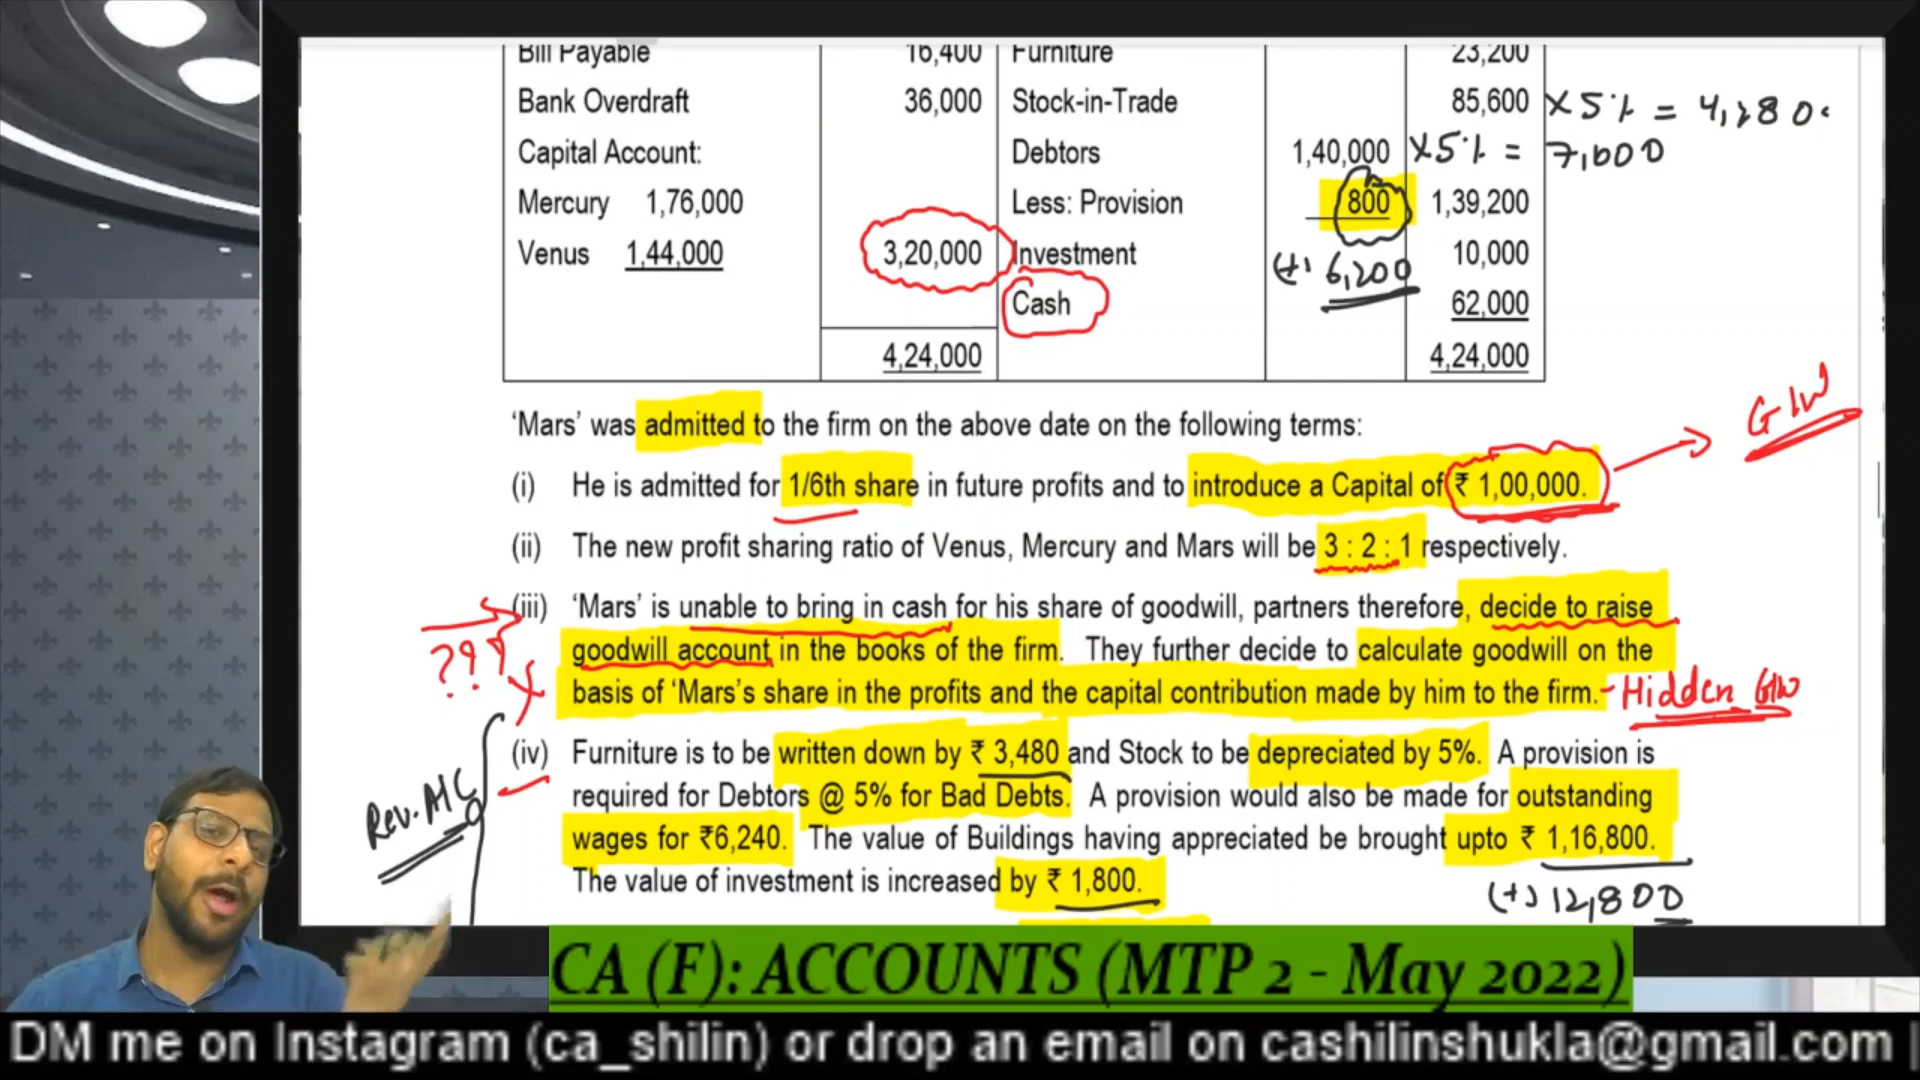 Bill Payable 16,400 Furniture 23,200
Bank Overdraft 36,000 Stock-in-Trade 85,600 x 5% = 4,280
Capital Account: Debtors 1,40,000 x 5% = 7,000
Mercury 1,76,000 Less: Provision 800 1,39,200
Venus 1,44,000 3,20,000 Investment (+) 6,200 10,000
Cash 62,000
4,24,000 4,24,000
G/W
‘Mars’ was admitted to the firm on the above date on the following terms:
(i) He is admitted for 1/6th share in future profits and to introduce a Capital of ₹ 1,00,000.
(ii) The new profit sharing ratio of Venus, Mercury and Mars will be 3 : 2 : 1 respectively.
(iii) ‘Mars’ is unable to bring in cash for his share of goodwill, partners therefore, decide to raise
??? goodwill account in the books of the firm. They further decide to calculate goodwill on the
basis of ‘Mars’s share in the profits and the capital contribution made by him to the firm. - Hidden G/W
(iv) Furniture is to be written down by ₹ 3,480 and Stock to be depreciated by 5%. A provision is
Rev. A/C required for Debtors @ 5% for Bad Debts. A provision would also be made for outstanding
wages for ₹6,240. The value of Buildings having appreciated be brought upto ₹ 1,16,800.
The value of investment is increased by ₹ 1,800.
(+) 12,800
CA (F): ACCOUNTS (MTP 2 - May 2022)
DM me on Instagram (ca_shilin) or drop an email on cashilinshukla@gmail.com |